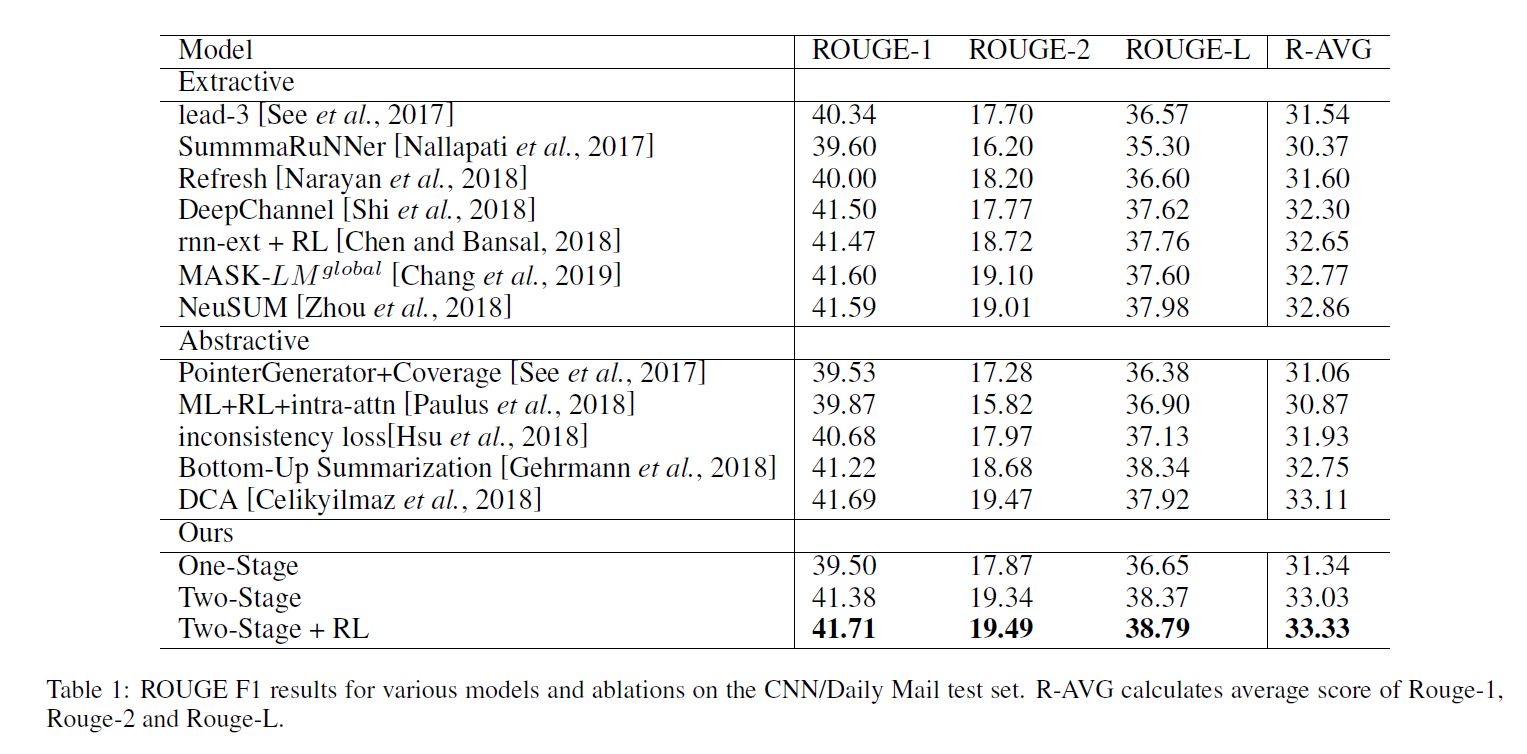 Model ROUGE-1 ROUGE-2 ROUGE-L R-AVG
Extractive
lead-3 [See et al., 2017] 40.34 17.70 36.57 31.54
SummmaRuNNer [Nallapati et al., 2017] 39.60 16.20 35.30 30.37
Refresh [Narayan et al., 2018] 40.00 18.20 36.60 31.60
DeepChannel [Shi et al., 2018] 41.50 17.77 37.62 32.30
rnn-ext + RL [Chen and Bansal, 2018] 41.47 18.72 37.76 32.65
MASK-LM^global [Chang et al., 2019] 41.60 19.10 37.60 32.77
NeuSUM [Zhou et al., 2018] 41.59 19.01 37.98 32.86
Abstractive
PointerGenerator+Coverage [See et al., 2017] 39.53 17.28 36.38 31.06
ML+RL+intra-attn [Paulus et al., 2018] 39.87 15.82 36.90 30.87
inconsistency loss[Hsu et al., 2018] 40.68 17.97 37.13 31.93
Bottom-Up Summarization [Gehrmann et al., 2018] 41.22 18.68 38.34 32.75
DCA [Celikyilmaz et al., 2018] 41.69 19.47 37.92 33.11
Ours
One-Stage 39.50 17.87 36.65 31.34
Two-Stage 41.38 19.34 38.37 33.03
Two-Stage + RL 41.71 19.49 38.79 33.33
Table 1: ROUGE F1 results for various models and ablations on the CNN/Daily Mail test set. R-AVG calculates average score of Rouge-1,
Rouge-2 and Rouge-L.